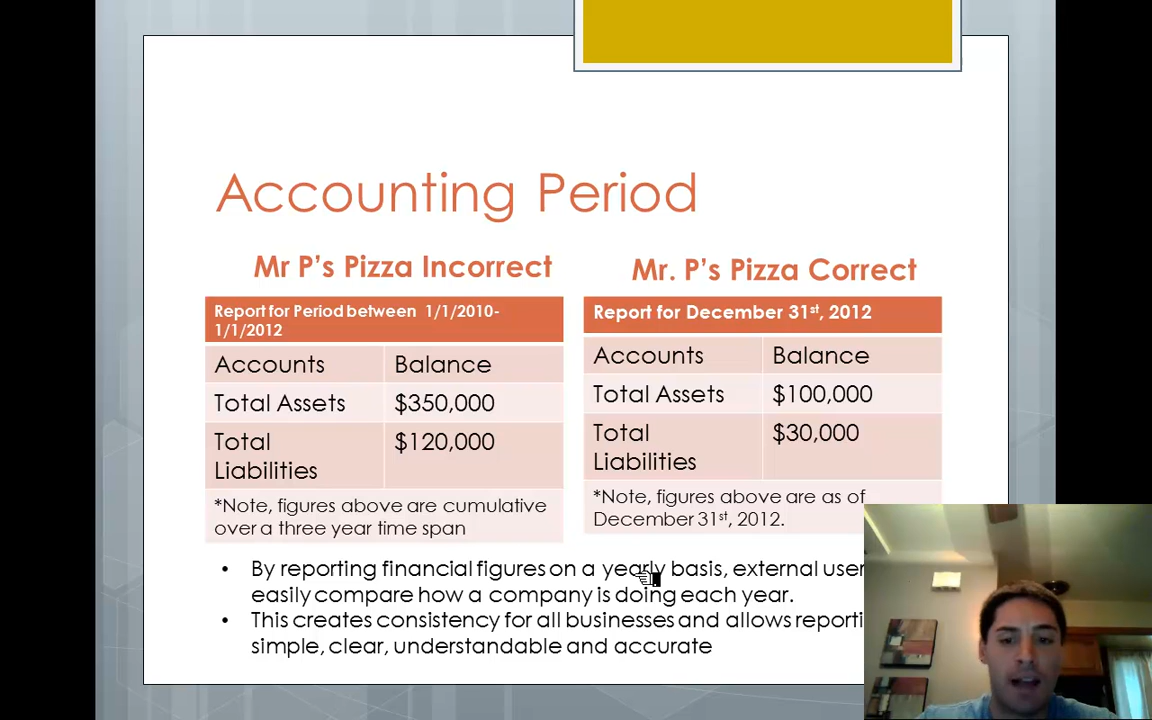 Accounting Period
Mr P's Pizza Incorrect
Report for Period between 1/1/2010-
1/1/2012
Accounts Balance
Total Assets $350,000
Total $120,000
Liabilities
*Note, figures above are cumulative
over a three year time span
Mr. P's Pizza Correct
Report for December 31st, 2012
Accounts Balance
Total Assets $100,000
Total $30,000
Liabilities
*Note, figures above are as of
December 31st, 2012.
• By reporting financial figures on a yearly basis, external
easily compare how a company is doing each year.
• This creates consistency for all businesses and allows
simple, clear, understandable and accurate